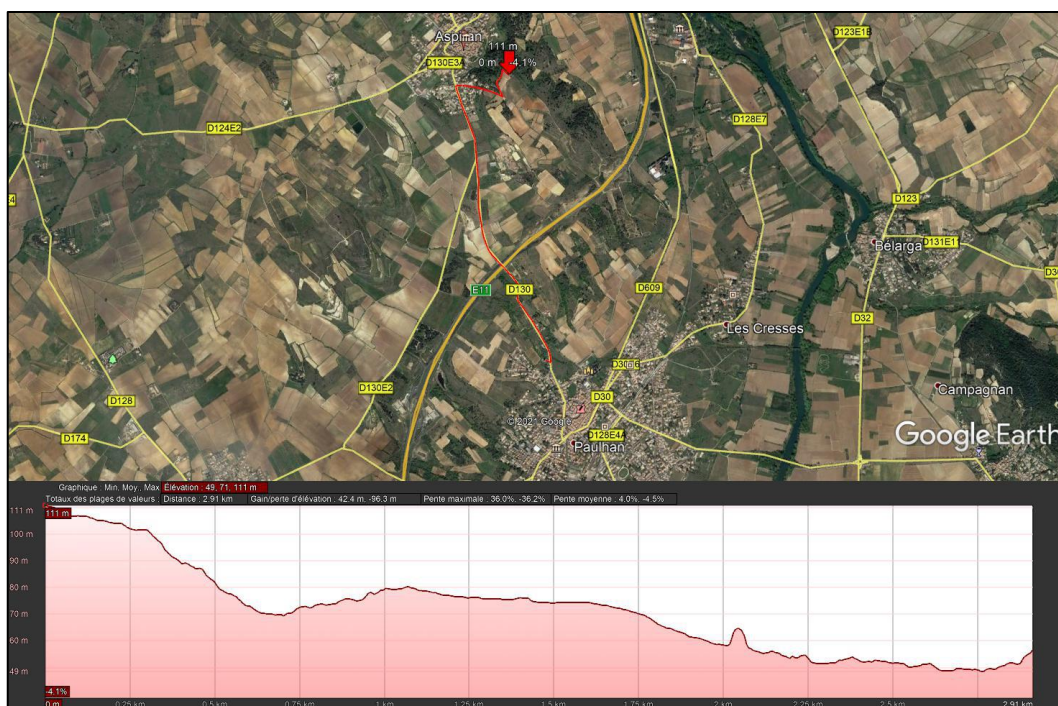 Aspiran
111 m
0 m -4.1%
D130E3A
D123E1B
D124E2
D128E7
D123
Bélarga
D131E11
E11
D130
D609
Les Cresses
D32
D130E2
D128
D30
Campagnan
D174
© 2021 Google
D128E4A
Paulhan
Google Earth
Graphique : Min. Moy., Max Élévation : 49, 71, 111 m
Totaux des plages de valeurs : Distance : 2.91 km Gain/perte d'élévation : 42.4 m, -96.3 m Pente maximale : 36.0%, -36.2% Pente moyenne : 4.0%, -4.5%
111 m
111 m
100 m
90 m
80 m
70 m
60 m
49 m
-4.1%
0 m 0.25 km 0.5 km 0.75 km 1 km 1.25 km 1.5 km 1.75 km 2 km 2.25 km 2.5 km 2.91 km